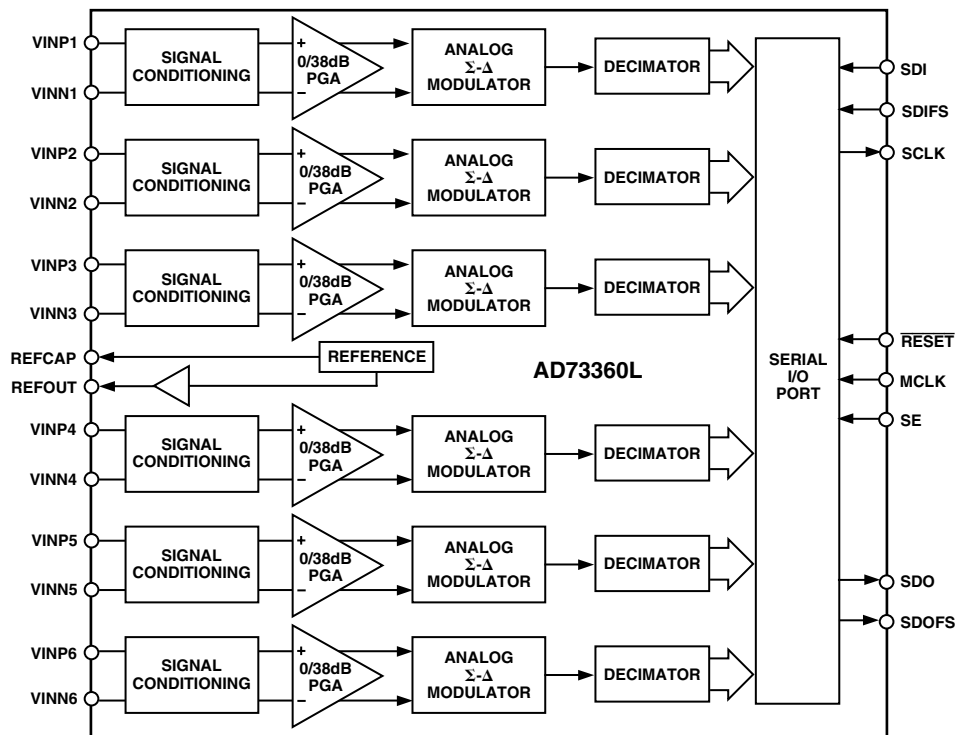 VINP1
VINN1
SIGNAL
CONDITIONING
+
0/38dB
PGA
–
ANALOG
Σ-Δ
MODULATOR
DECIMATOR
VINP2
VINN2
SIGNAL
CONDITIONING
+
0/38dB
PGA
–
ANALOG
Σ-Δ
MODULATOR
DECIMATOR
VINP3
VINN3
SIGNAL
CONDITIONING
+
0/38dB
PGA
–
ANALOG
Σ-Δ
MODULATOR
DECIMATOR
REFCAP
REFOUT
REFERENCE
AD73360L
VINP4
VINN4
SIGNAL
CONDITIONING
+
0/38dB
PGA
–
ANALOG
Σ-Δ
MODULATOR
DECIMATOR
VINP5
VINN5
SIGNAL
CONDITIONING
+
0/38dB
PGA
–
ANALOG
Σ-Δ
MODULATOR
DECIMATOR
VINP6
VINN6
SIGNAL
CONDITIONING
+
0/38dB
PGA
–
ANALOG
Σ-Δ
MODULATOR
DECIMATOR
SERIAL
I/O
PORT
SDI
SDIFS
SCLK
RESET
MCLK
SE
SDO
SDOFS